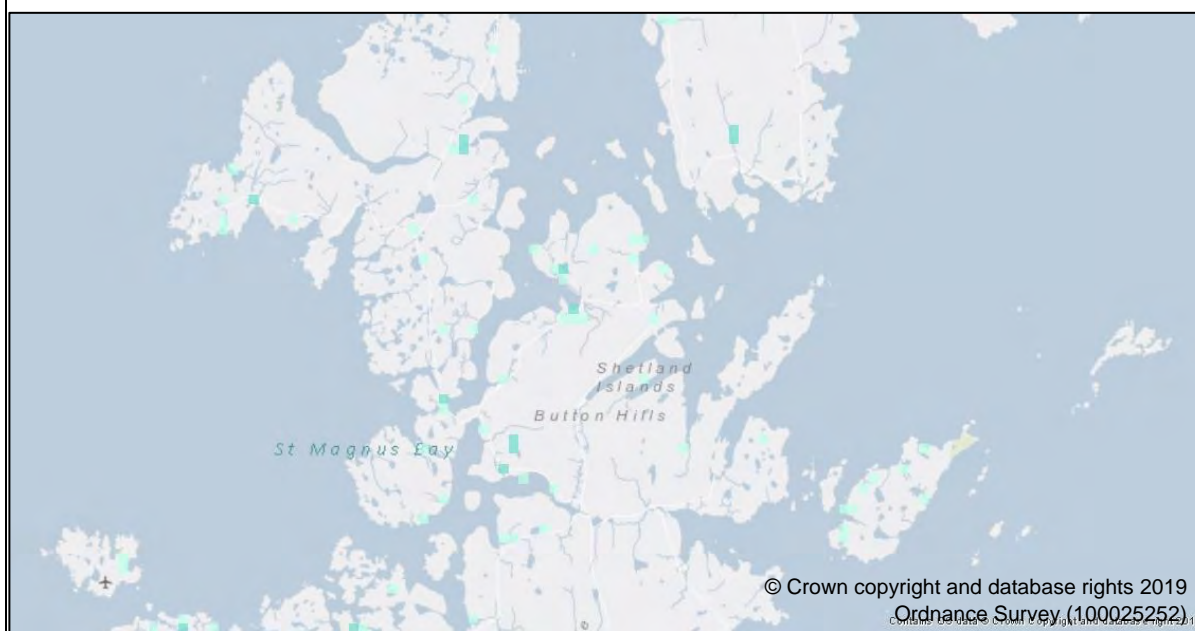 Shetland
Islands
Button Hills
St Magnus Bay
© Crown copyright and database rights 2019
Ordnance Survey (100025252)